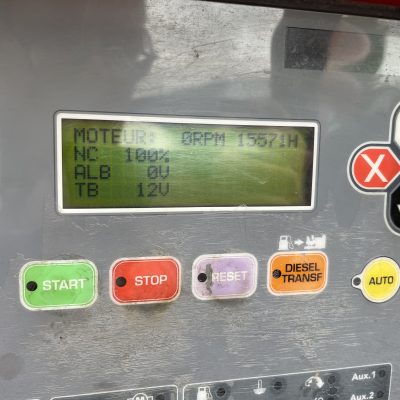 MOTEUR: 0RPM 15571H
NC 100%
ALB 0V
TB 12V
START
STOP
RESET
DIESEL
TRANSF
AUTO
X
Aux.1
Aux.2